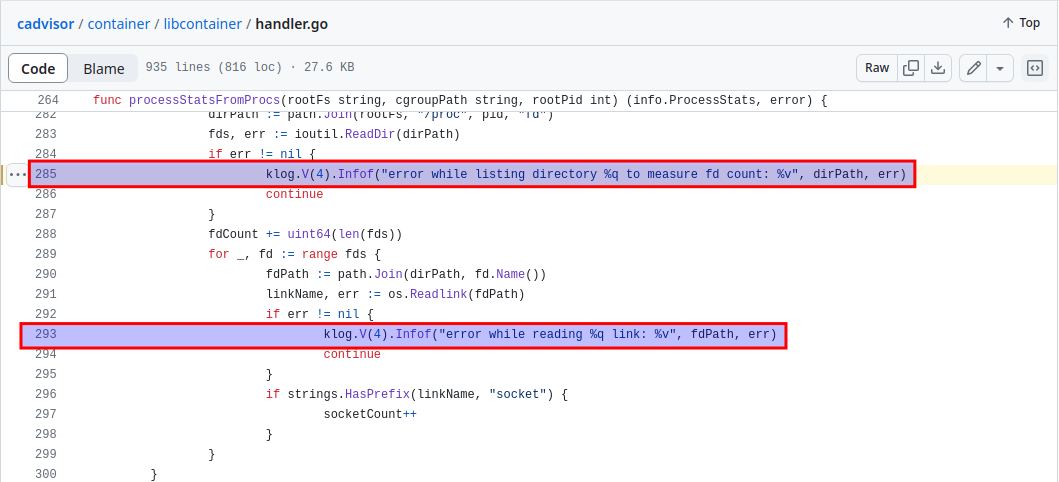 cadvisor / container / libcontainer / handler.go
Top
Code Blame 935 lines (816 loc) · 27.6 KB Raw
264 func processStatsFromProcs(rootFs string, cgroupPath string, rootPid int) (info.ProcessStats, error) {
282 dirPath := path.Join(rootFs, "/proc", pid, "fd")
283 fds, err := ioutil.ReadDir(dirPath)
284 if err != nil {
285 klog.V(4).Infof("error while listing directory %q to measure fd count: %v", dirPath, err)
286 continue
287 }
288 fdCount += uint64(len(fds))
289 for _, fd := range fds {
290 fdPath := path.Join(dirPath, fd.Name())
291 linkName, err := os.Readlink(fdPath)
292 if err != nil {
293 klog.V(4).Infof("error while reading %q link: %v", fdPath, err)
294 continue
295 }
296 if strings.HasPrefix(linkName, "socket") {
297 socketCount++
298 }
299 }
300 }